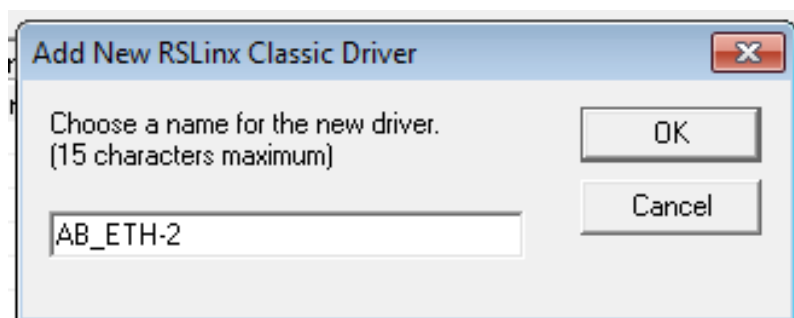 Add New RSLinx Classic Driver
Choose a name for the new driver.
(15 characters maximum)
OK
Cancel
AB_ETH-2